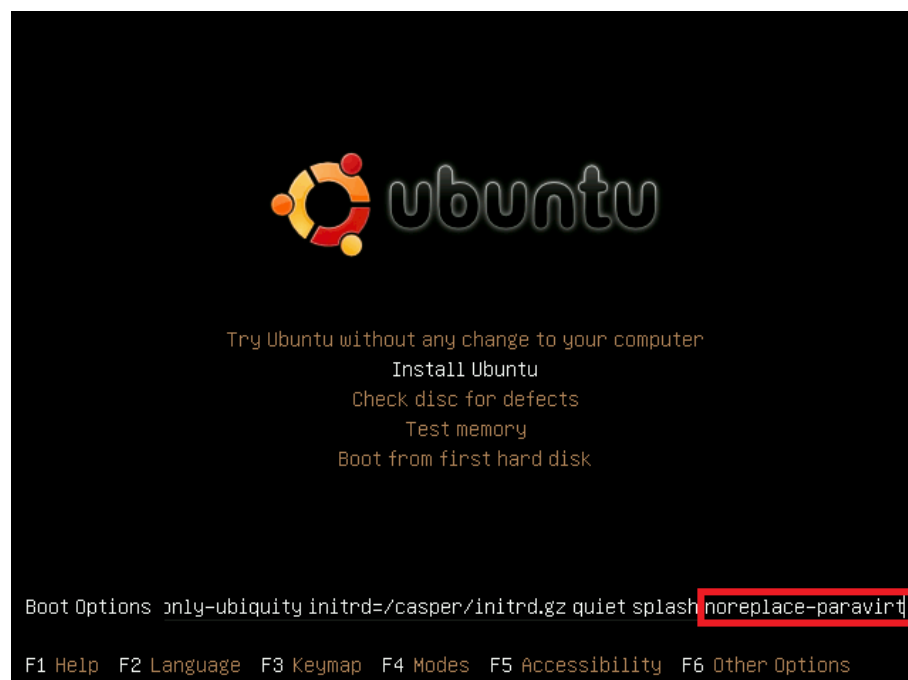 ubuntu
Try Ubuntu without any change to your computer
Install Ubuntu
Check disc for defects
Test memory
Boot from first hard disk
Boot Options only-ubiquity initrd=/casper/initrd.gz quiet splash noreplace-paravirt
F1 Help F2 Language F3 Keymap F4 Modes F5 Accessibility F6 Other Options